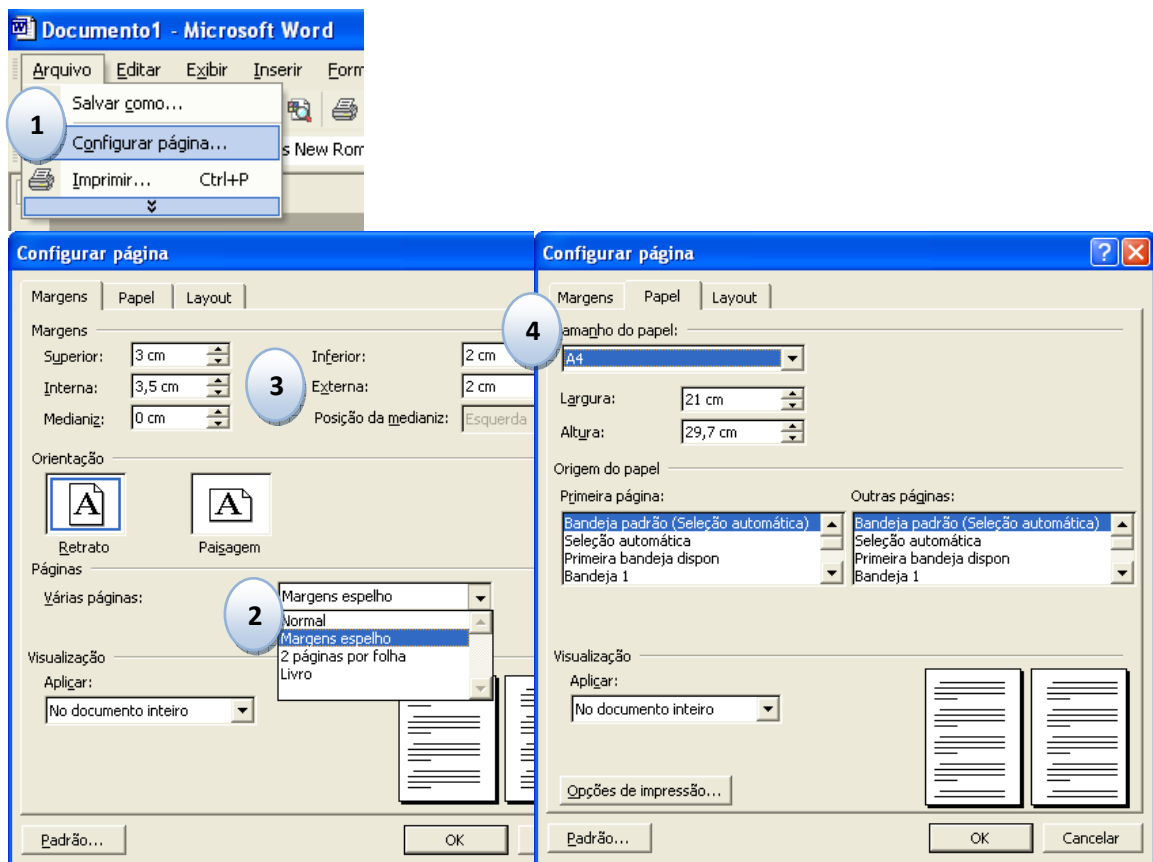 Documento1 - Microsoft Word
Arquivo Editar Exibir Inserir Form
Salvar como...
1
Configurar página...
s New Rom
Imprimir... Ctrl+P
Configurar página
Margens Papel Layout
Margens
Superior: 3 cm Inferior: 2 cm
3
Interna: 3,5 cm Externa: 2 cm
Medianiz: 0 cm Posição da medianiz: Esquerda
Orientação
A A
Retrato Paisagem
Páginas
Várias páginas: Margens espelho
2
Normal
Margens espelho
2 páginas por folha
Livro
Visualização
Aplicar:
No documento inteiro
Padrão... OK
Configurar página
Margens Papel Layout
4
amanho do papel:
A4
Largura: 21 cm
Altura: 29,7 cm
Origem do papel
Primeira página: Outras páginas:
Bandeja padrão (Seleção automática) Bandeja padrão (Seleção automática)
Seleção automática Seleção automática
Primeira bandeja dispon Primeira bandeja dispon
Bandeja 1 Bandeja 1
Visualização
Aplicar:
No documento inteiro
Opções de impressão...
Padrão... OK Cancelar